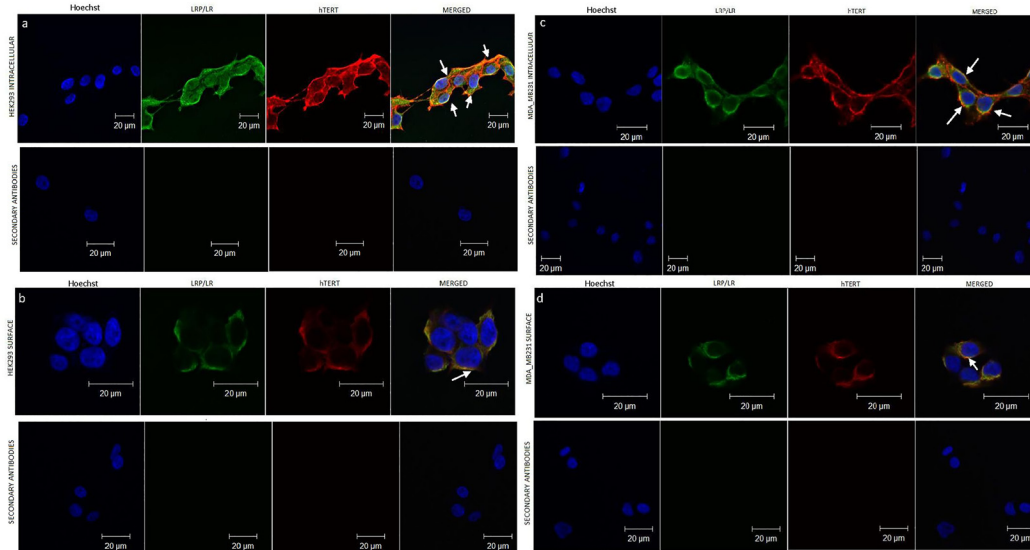 a
Hoechst LRP/LR hTERT MERGED
HEK293 INTRACELLULAR
20 µm 20 µm 20 µm 20 µm
SECONDARY ANTIBODIES
20 µm 20 µm 20 µm 20 µm
b
Hoechst LRP/LR hTERT MERGED
HEK293 SURFACE
20 µm 20 µm 20 µm 20 µm
SECONDARY ANTIBODIES
20 µm 20 µm 20 µm 20 µm
c
Hoechst LRP/LR hTERT MERGED
MDA_MB231 INTRACELLULAR
20 µm 20 µm 20 µm 20 µm
SECONDARY ANTIBODIES
20 µm 20 µm 20 µm 20 µm
d
Hoechst LRP/LR hTERT MERGED
MDA_MB231 SURFACE
20 µm 20 µm 20 µm 20 µm
SECONDARY ANTIBODIES
20 µm 20 µm 20 µm 20 µm